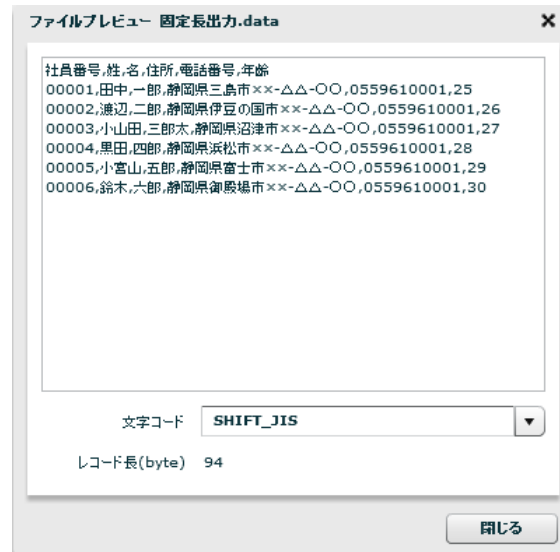 ファイルプレビュー 固定長出力.data
社員番号,姓,名,住所,電話番号,年齢
00001,田中,一郎,静岡県三島市××-△△-〇〇,0559610001,25
00002,渡辺,二郎,静岡県伊豆の国市××-△△-〇〇,0559610001,26
00003,小山田,三郎太,静岡県沼津市××-△△-〇〇,0559610001,27
00004,黒田,四郎,静岡県浜松市××-△△-〇〇,0559610001,28
00005,小宮山,五郎,静岡県富士市××-△△-〇〇,0559610001,29
00006,鈴木,六郎,静岡県御殿場市××-△△-〇〇,0559610001,30
文字コード SHIFT_JIS
レコード長(byte) 94
閉じる